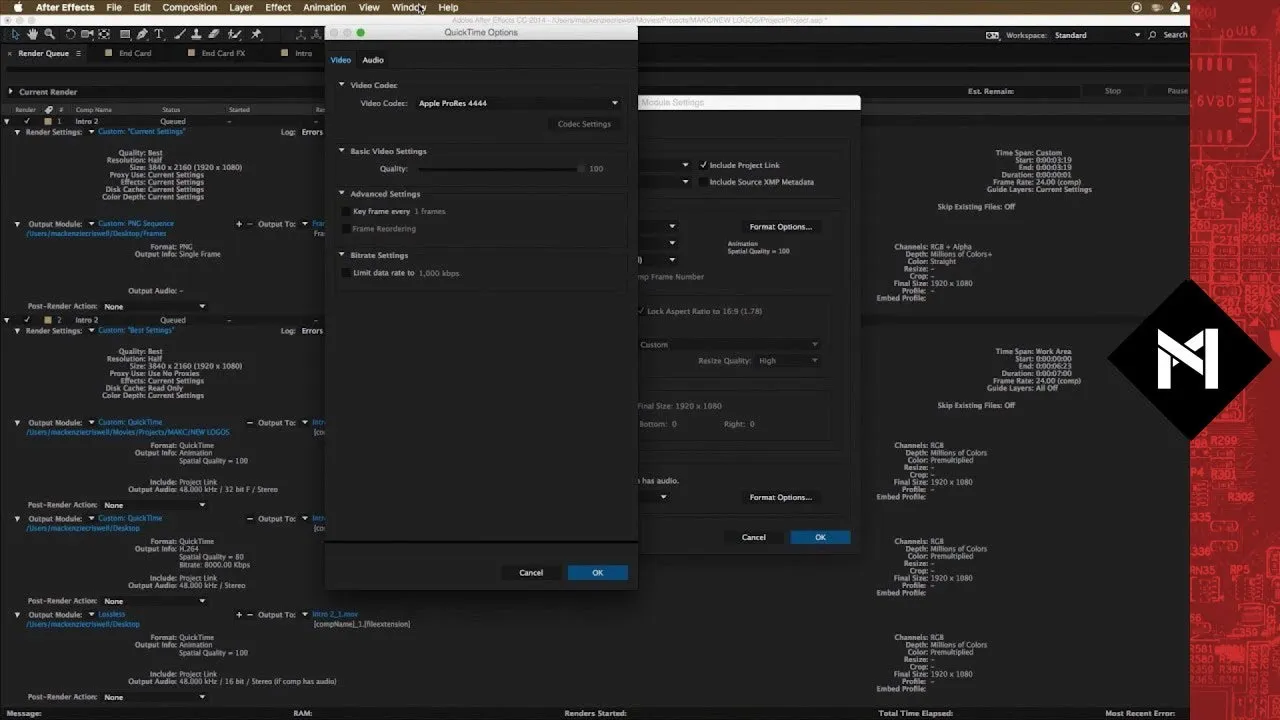 After Effects File Edit Composition Layer Effect Animation View Window Help
Adobe After Effects CC 2014 - /Users/mackenziecriswell/Movies/Projects/MAKC/NEW LOGOS/Project/Project.aep *
Workspace: Standard Search
Render Queue End Card End Card FX Intro
QuickTime Options
Video Audio
Video Codec
Video Codec: Apple ProRes 4444
Codec Settings
Basic Video Settings
Quality: 100
Advanced Settings
Key frame every 1 frames
Frame Reordering
Bitrate Settings
Limit data rate to 1,000 kbps
Cancel OK
Module Settings
Include Project Link
Include Source XMP Metadata
Format Options...
Animation
Spatial Quality = 100
mp Frame Number
Lock Aspect Ratio to 16:9 (1.78)
Custom
Resize Quality: High
Final Size: 1920 x 1080
Bottom: 0 Right: 0
has audio.
Format Options...
Cancel OK
Current Render Est. Remain: Stop Pause
Render # Comp Name Status Started
1 Intro 2 Queued –
Render Settings: Custom: "Current Settings" Log: Errors
Quality: Best
Resolution: Half
Size: 3840 x 2160 (1920 x 1080)
Proxy Use: Current Settings
Effects: Current Settings
Disk Cache: Current Settings
Color Depth: Current Settings
Time Span: Custom
Start: 0:00:03:19
End: 0:00:03:19
Duration: 0:00:00:01
Frame Rate: 24.00 (comp)
Guide Layers: Current Settings
Skip Existing Files: Off
Output Module: Custom: PNG Sequence + Output To: Fram
/Users/mackenziecriswell/Desktop/Frames
Format: PNG
Output Info: Single Frame
Output Audio: –
Channels: RGB + Alpha
Depth: Millions of Colors+
Color: Straight
Resize: –
Crop: –
Final Size: 1920 x 1080
Profile: –
Embed Profile:
Post-Render Action: None
2 Intro 2 Queued –
Render Settings: Custom: "Best Settings" Log: Errors
Quality: Best
Resolution: Half
Size: 3840 x 2160 (1920 x 1080)
Proxy Use: Use No Proxies
Effects: Current Settings
Disk Cache: Read Only
Color Depth: Current Settings
Time Span: Work Area
Start: 0:00:00:00
End: 0:00:06:23
Duration: 0:00:07:00
Frame Rate: 24.00 (comp)
Guide Layers: All Off
Skip Existing Files: Off
Output Module: Custom: QuickTime – Output To: Intro
/Users/mackenziecriswell/Movies/Projects/MAKC/NEW LOGOS [com
Format: QuickTime
Output Info: Animation
Spatial Quality = 100
Include: Project Link
Output Audio: 48.000 kHz / 32 bit F / Stereo
Channels: RGB
Depth: Millions of Colors
Color: Premultiplied
Resize: –
Crop: –
Final Size: 1920 x 1080
Profile: –
Embed Profile:
Post-Render Action: None
Output Module: Custom: QuickTime – Output To: Intro
/Users/mackenziecriswell/Desktop [com
Format: QuickTime
Output Info: H.264
Spatial Quality = 80
Bitrate: 8000.00 Kbps
Include: Project Link
Output Audio: 48.000 kHz / Stereo
Channels: RGB
Depth: Millions of Colors
Color: Premultiplied
Resize: –
Crop: –
Final Size: 1920 x 1080
Profile: –
Embed Profile:
Post-Render Action: None
Output Module: Lossless + – Output To: Intro 2_1.mov
/Users/mackenziecriswell/Desktop [compName]_1.[fileextension]
Format: QuickTime
Output Info: Animation
Spatial Quality = 100
Include: Project Link
Output Audio: 48.000 kHz / 16 bit / Stereo (if comp has audio)
Channels: RGB
Depth: Millions of Colors
Color: Premultiplied
Resize: –
Crop: –
Final Size: 1920 x 1080
Profile: –
Embed Profile:
Post-Render Action: None
Message: RAM: Renders Started: Total Time Elapsed: Most Recent Error:
R299
R301
R302